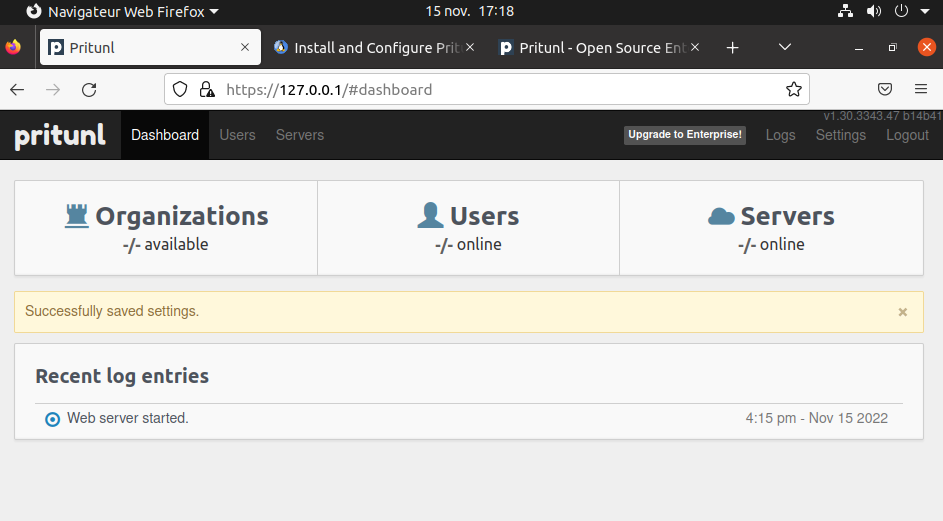 Navigateur Web Firefox 15 nov. 17:18
Pritunl Install and Configure Prit Pritunl - Open Source Ent
https://127.0.0.1/#dashboard
v1.30.3343.47 b14b41
pritunl Dashboard Users Servers Upgrade to Enterprise! Logs Settings Logout
Organizations Users Servers
-/- available -/- online -/- online
Successfully saved settings.
Recent log entries
Web server started. 4:15 pm - Nov 15 2022